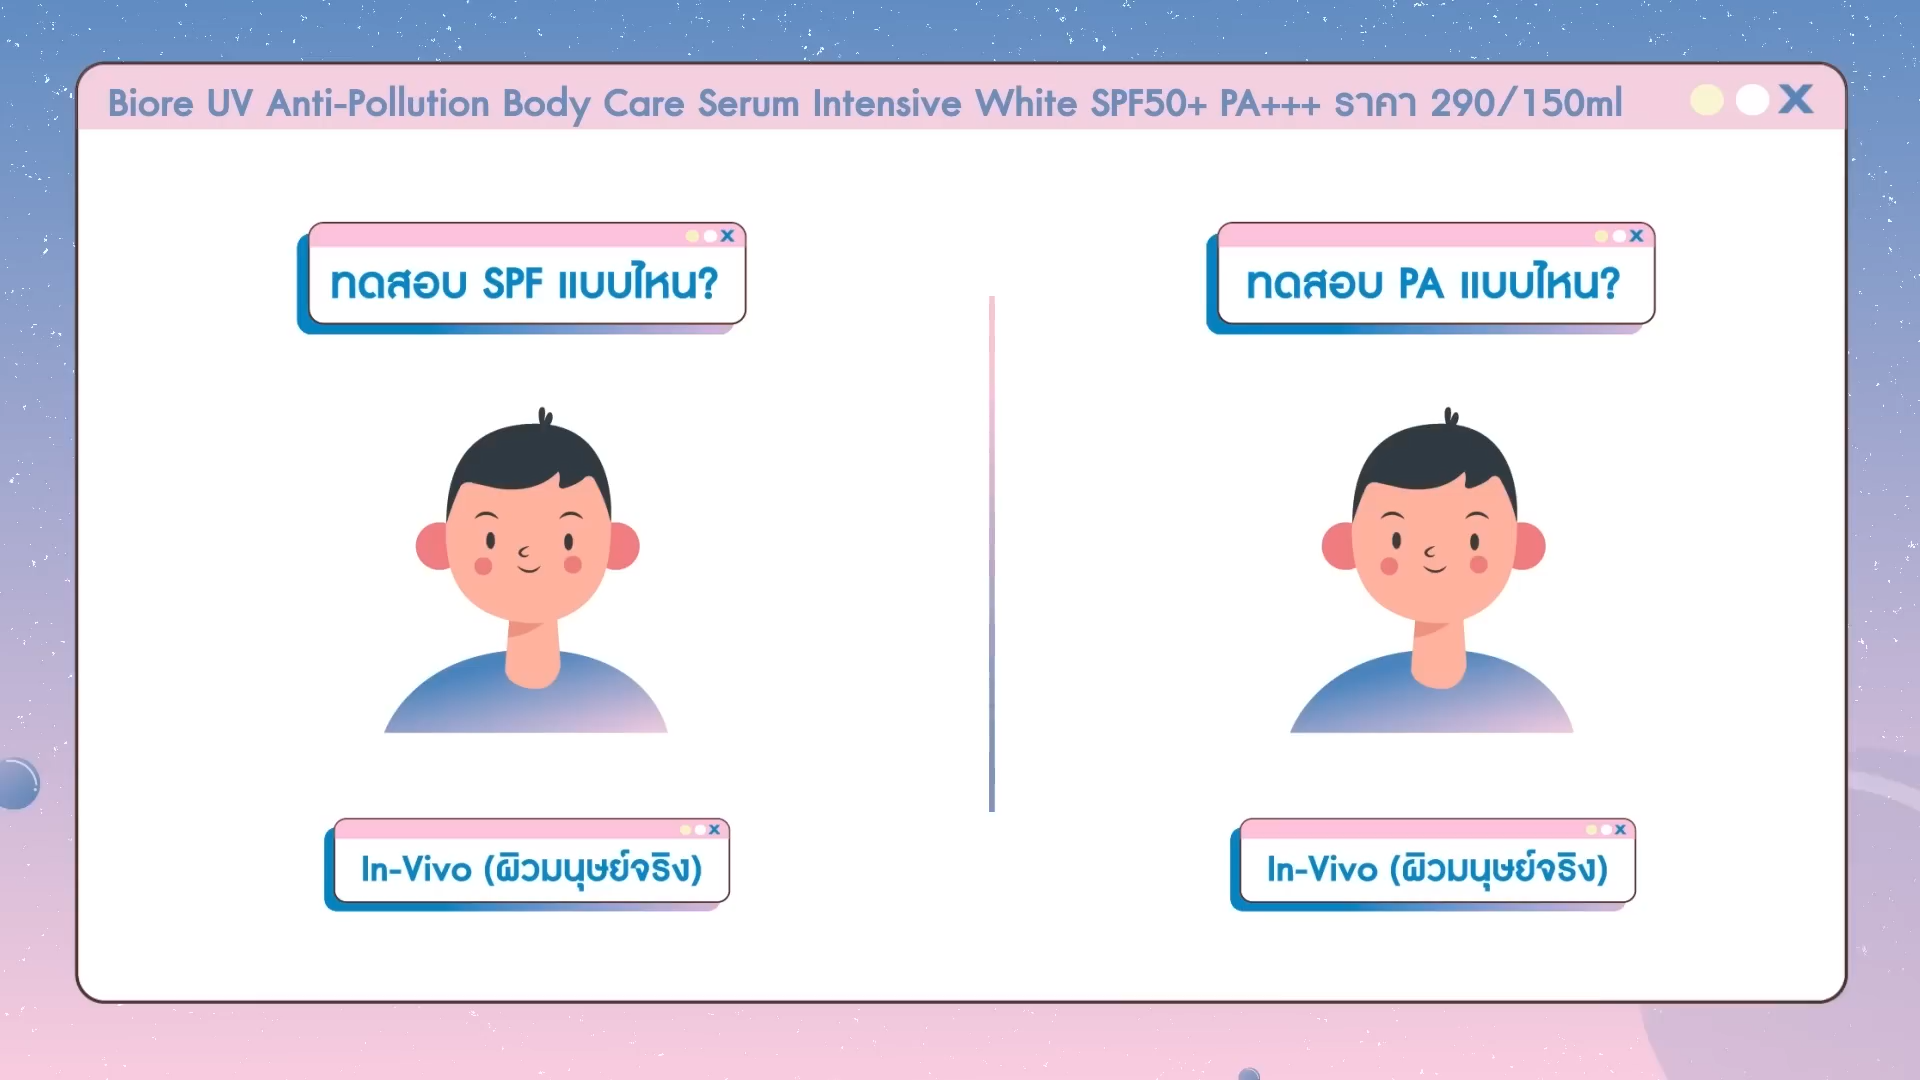 Biore UV Anti-Pollution Body Care Serum Intensive White SPF50+ PA+++ ราคา 290/150ml
ทดสอบ SPF แบบไหน?
ทดสอบ PA แบบไหน?
In-Vivo (ผิวมนุษย์จริง)
In-Vivo (ผิวมนุษย์จริง)